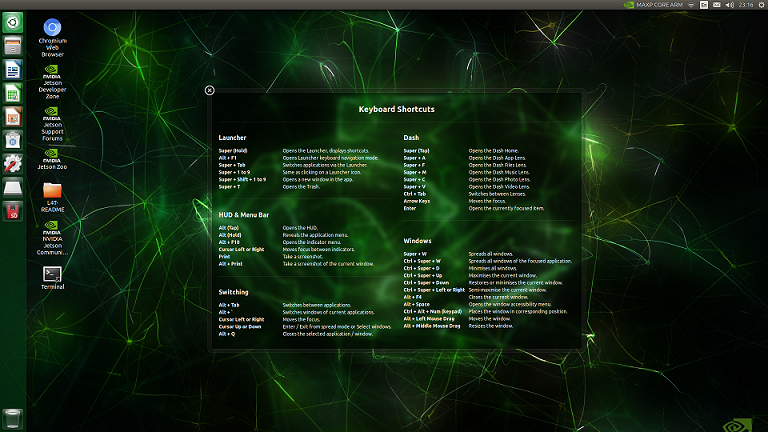 MAXP CORE ARM
En
23:16
Chromium
Web
Browser
NVIDIA
Jetson
Developer
Zone
NVIDIA
Jetson
Support
Forums
NVIDIA
Jetson Zoo
L4T-
README
NVIDIA
NVIDIA
Jetson
Communi...
Terminal
SD
Keyboard Shortcuts
Launcher
Super (Hold) Opens the Launcher, displays shortcuts.
Alt + F1 Opens Launcher keyboard navigation mode.
Super + Tab Switches applications via the Launcher.
Super + 1 to 9 Same as clicking on a Launcher icon.
Super + Shift + 1 to 9 Opens a new window in the app.
Super + T Opens the Trash.
HUD & Menu Bar
Alt (Tap) Opens the HUD.
Alt (Hold) Reveals the application menu.
Alt + F10 Opens the indicator menu.
Cursor Left or Right Moves focus between indicators.
Print Take a screenshot.
Alt + Print Take a screenshot of the current window.
Switching
Alt + Tab Switches between applications.
Alt + ` Switches windows of current applications.
Cursor Left or Right Moves the focus.
Cursor Up or Down Enter / Exit from spread mode or Select windows.
Alt + Q Closes the selected application / window.
Dash
Super (Tap) Opens the Dash Home.
Super + A Opens the Dash App Lens.
Super + F Opens the Dash Files Lens.
Super + M Opens the Dash Music Lens.
Super + C Opens the Dash Photo Lens.
Super + V Opens the Dash Video Lens.
Ctrl + Tab Switches between Lenses.
Arrow Keys Moves the focus.
Enter Opens the currently focused item.
Windows
Super + W Spreads all windows.
Ctrl + Super + W Spreads all windows of the focused application.
Ctrl + Super + D Minimises all windows.
Ctrl + Super + Up Maximises the current window.
Ctrl + Super + Down Restores or minimises the current window.
Ctrl + Super + Left or Right Semi-maximise the current window.
Alt + F4 Closes the current window.
Alt + Space Opens the window accessibility menu.
Ctrl + Alt + Num (keypad) Places the window in corresponding position.
Alt + Left Mouse Drag Moves the window.
Alt + Middle Mouse Drag Resizes the window.